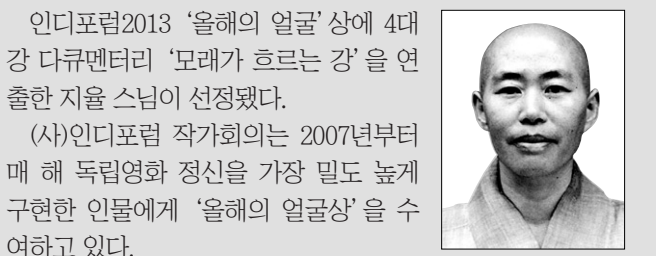 인디포럼2013 ‘올해의 얼굴’상에 4대
강 다큐멘터리 ‘모래가 흐르는 강’을 연
출한 지율 스님이 선정됐다.
(사)인디포럼 작가회의는 2007년부터
매 해 독립영화 정신을 가장 밀도 높게
구현한 인물에게 ‘올해의 얼굴상’을 수
여하고 있다.